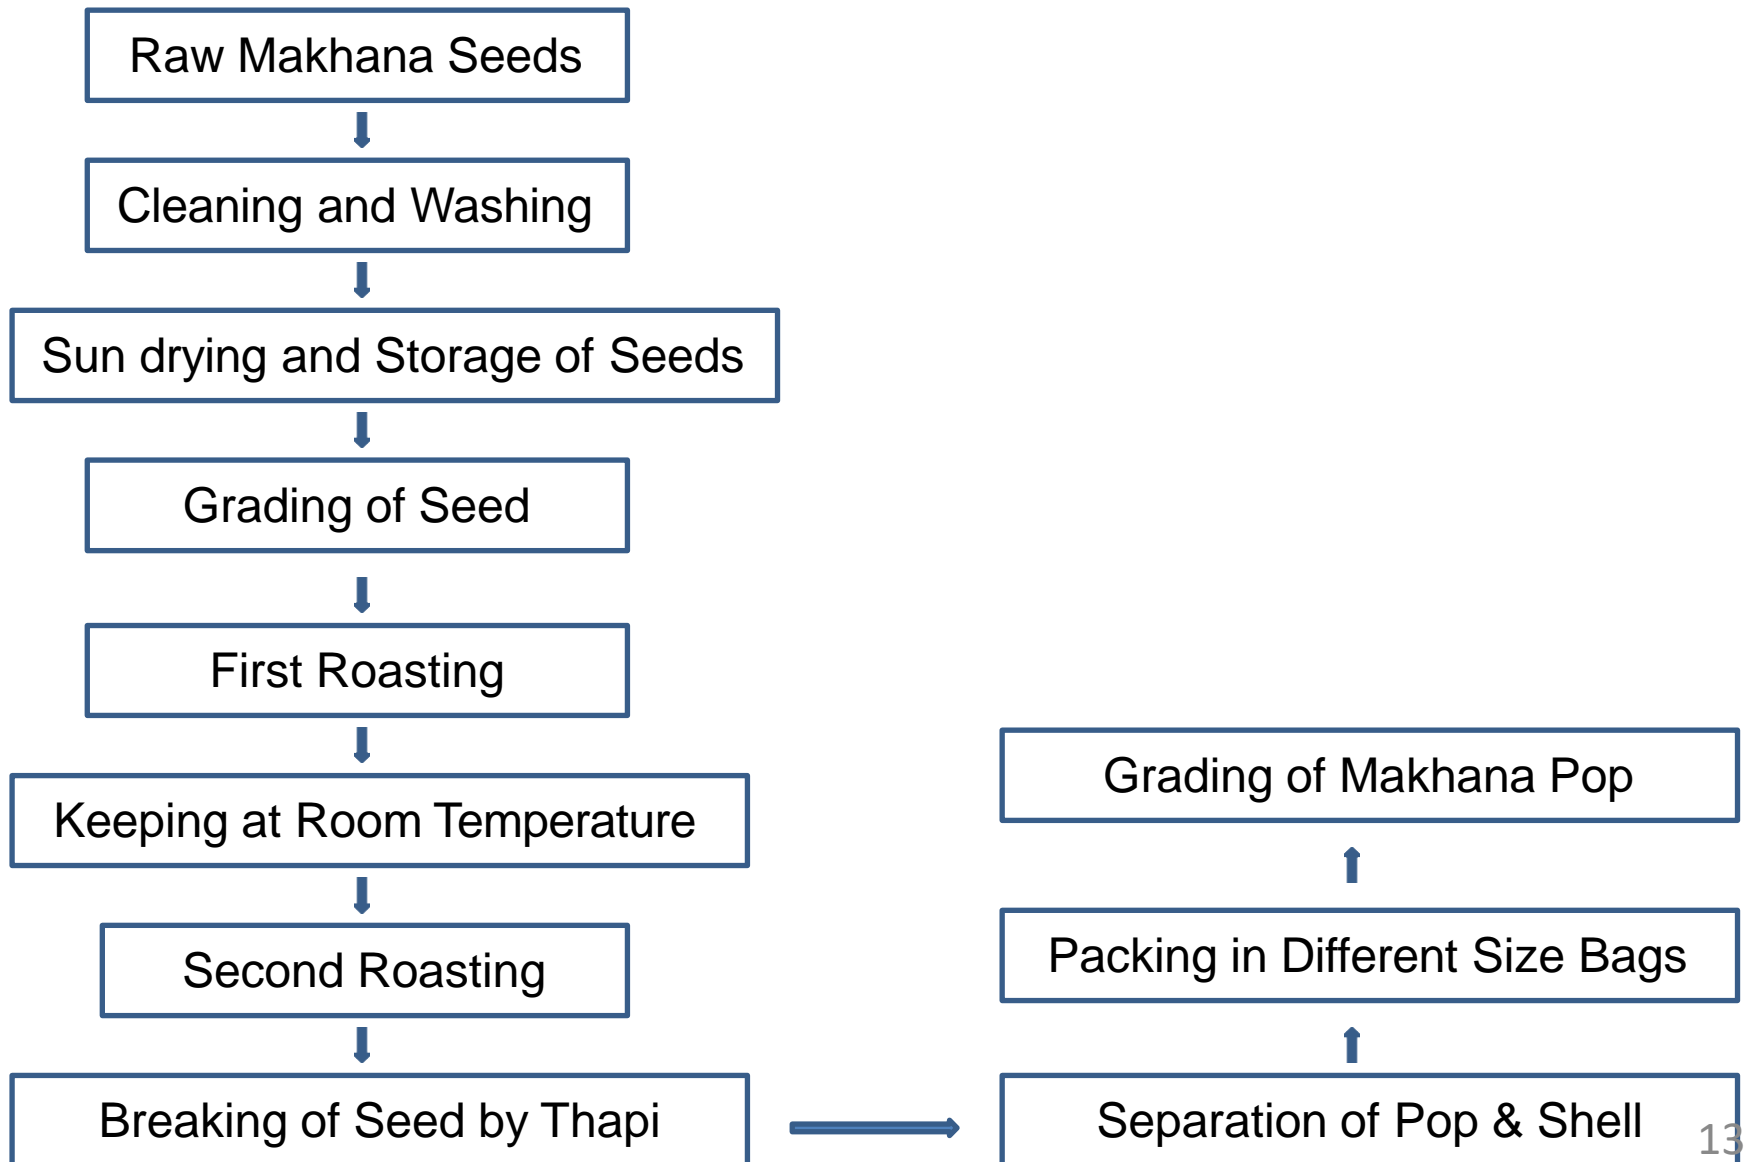 Raw Makhana Seeds
Cleaning and Washing
Sun drying and Storage of Seeds
Grading of Seed
First Roasting
Keeping at Room Temperature
Second Roasting
Breaking of Seed by Thapi
Separation of Pop & Shell
Packing in Different Size Bags
Grading of Makhana Pop
13